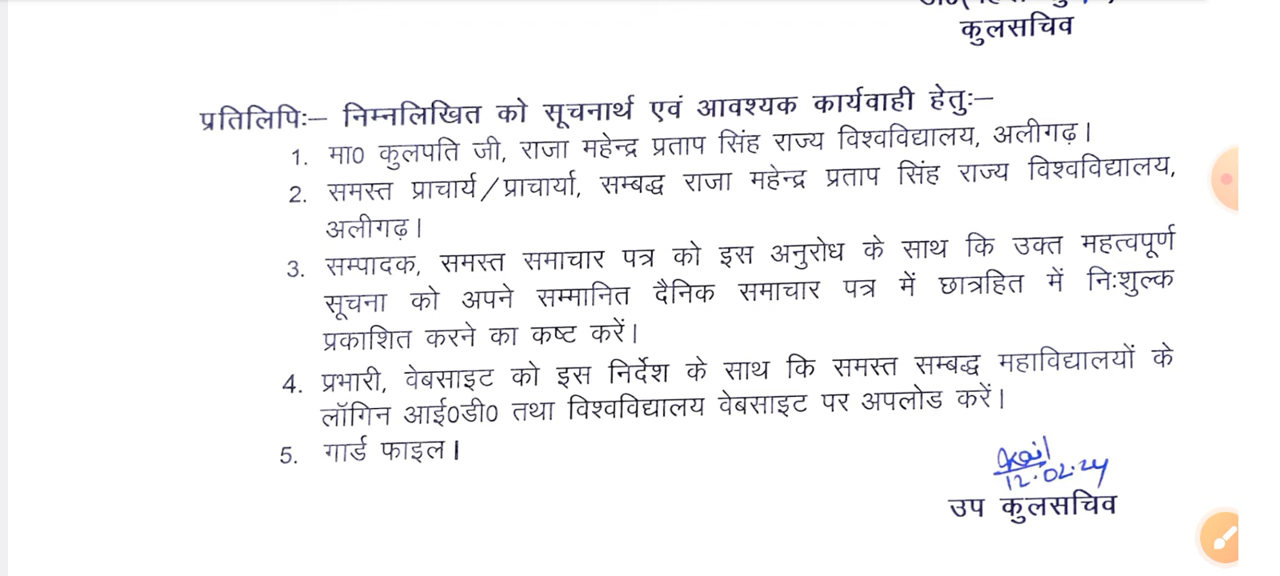 कुलसचिव
प्रतिलिपिः– निम्नलिखित को सूचनार्थ एवं आवश्यक कार्यवाही हेतुः–
1. मा0 कुलपति जी, राजा महेन्द्र प्रताप सिंह राज्य विश्वविद्यालय, अलीगढ़।
2. समस्त प्राचार्य/प्राचार्या, सम्बद्ध राजा महेन्द्र प्रताप सिंह राज्य विश्वविद्यालय,
अलीगढ़।
3. सम्पादक, समस्त समाचार पत्र को इस अनुरोध के साथ कि उक्त महत्वपूर्ण
सूचना को अपने सम्मानित दैनिक समाचार पत्र में छात्रहित में निःशुल्क
प्रकाशित करने का कष्ट करें।
4. प्रभारी, वेबसाइट को इस निर्देश के साथ कि समस्त सम्बद्ध महाविद्यालयों के
लॉगिन आई0डी0 तथा विश्वविद्यालय वेबसाइट पर अपलोड करें।
5. गार्ड फाइल।
12.02.24
उप कुलसचिव